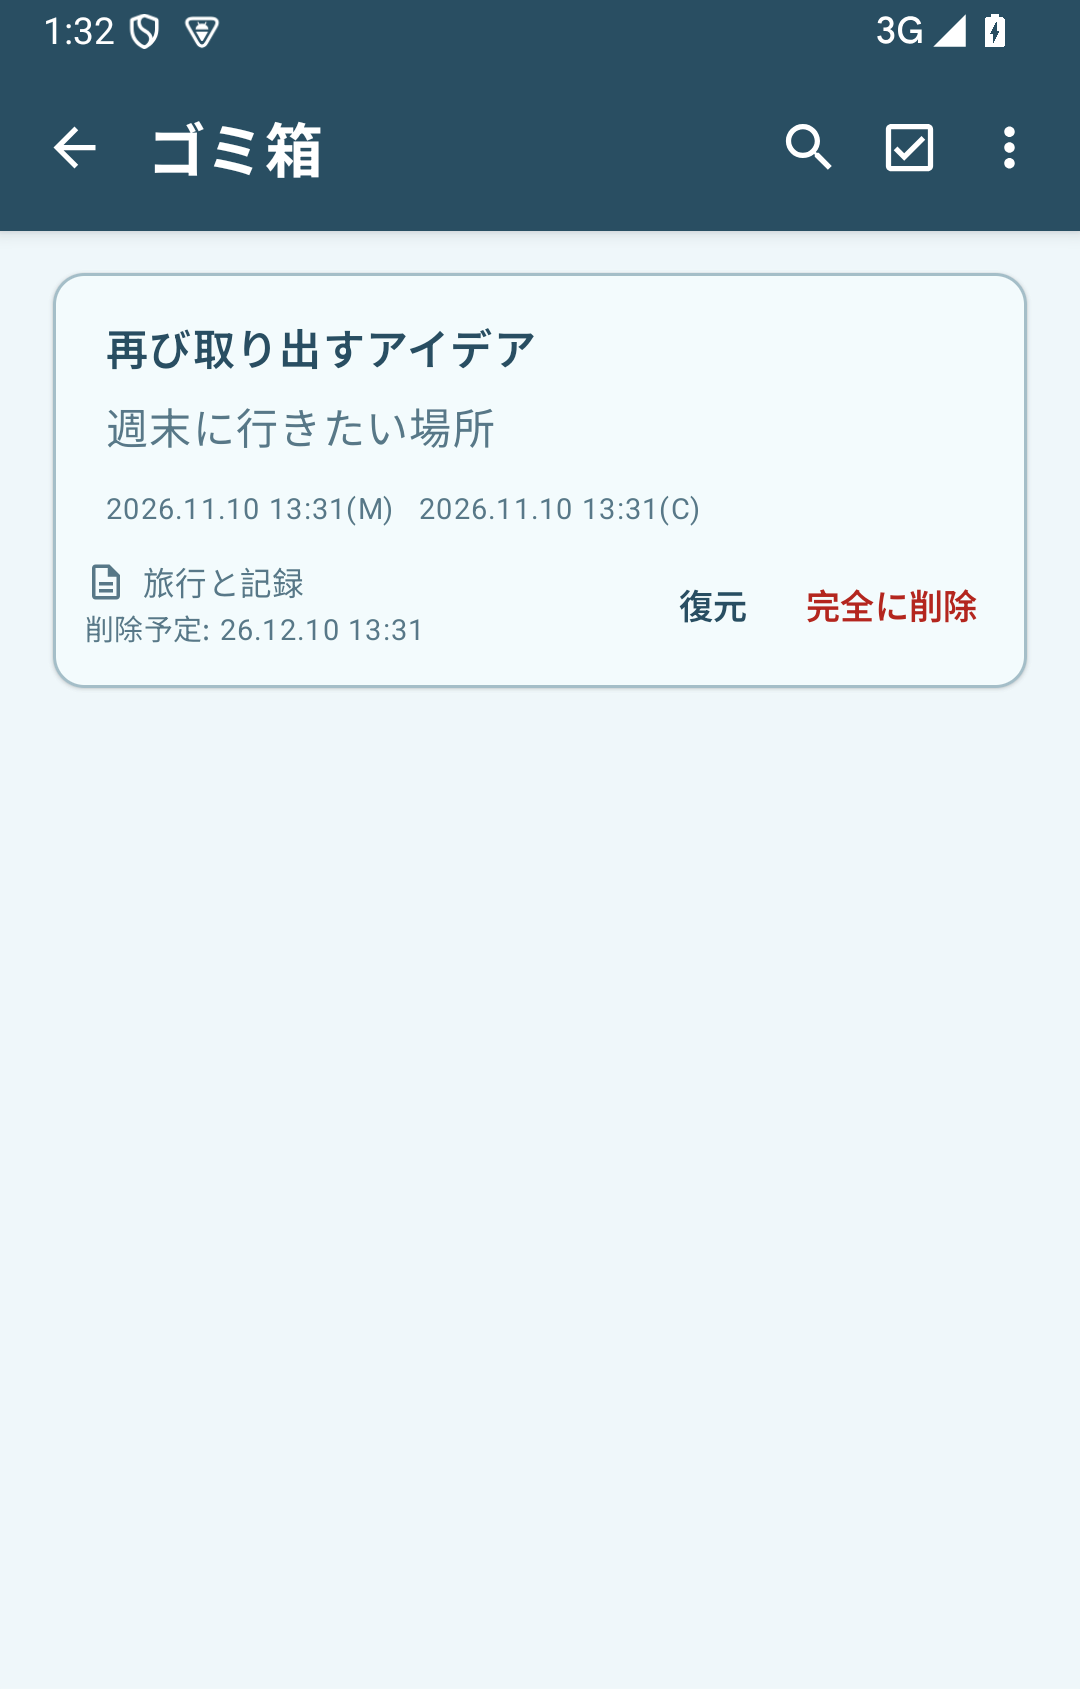 1:32
3G
ゴミ箱
再び取り出すアイデア
週末に行きたい場所
2026.11.10 13:31(M) 2026.11.10 13:31(C)
旅行と記録
削除予定: 26.12.10 13:31
復元 完全に削除